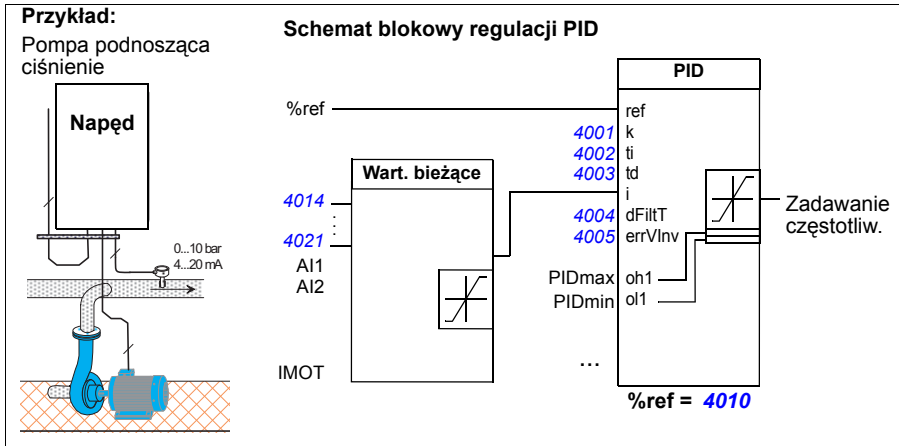 Przykład:
Pompa podnosząca
ciśnienie
Napęd
0...10 bar
4...20 mA
Schemat blokowy regulacji PID
%ref
Wart. bieżące
4014
4021
AI1
AI2
IMOT
PID
ref
4001 k
4002 ti
4003 td
i
4004 dFiltT
4005 errVInv
PIDmax oh1
PIDmin ol1
...
Zadawanie
częstotliw.
%ref = 4010